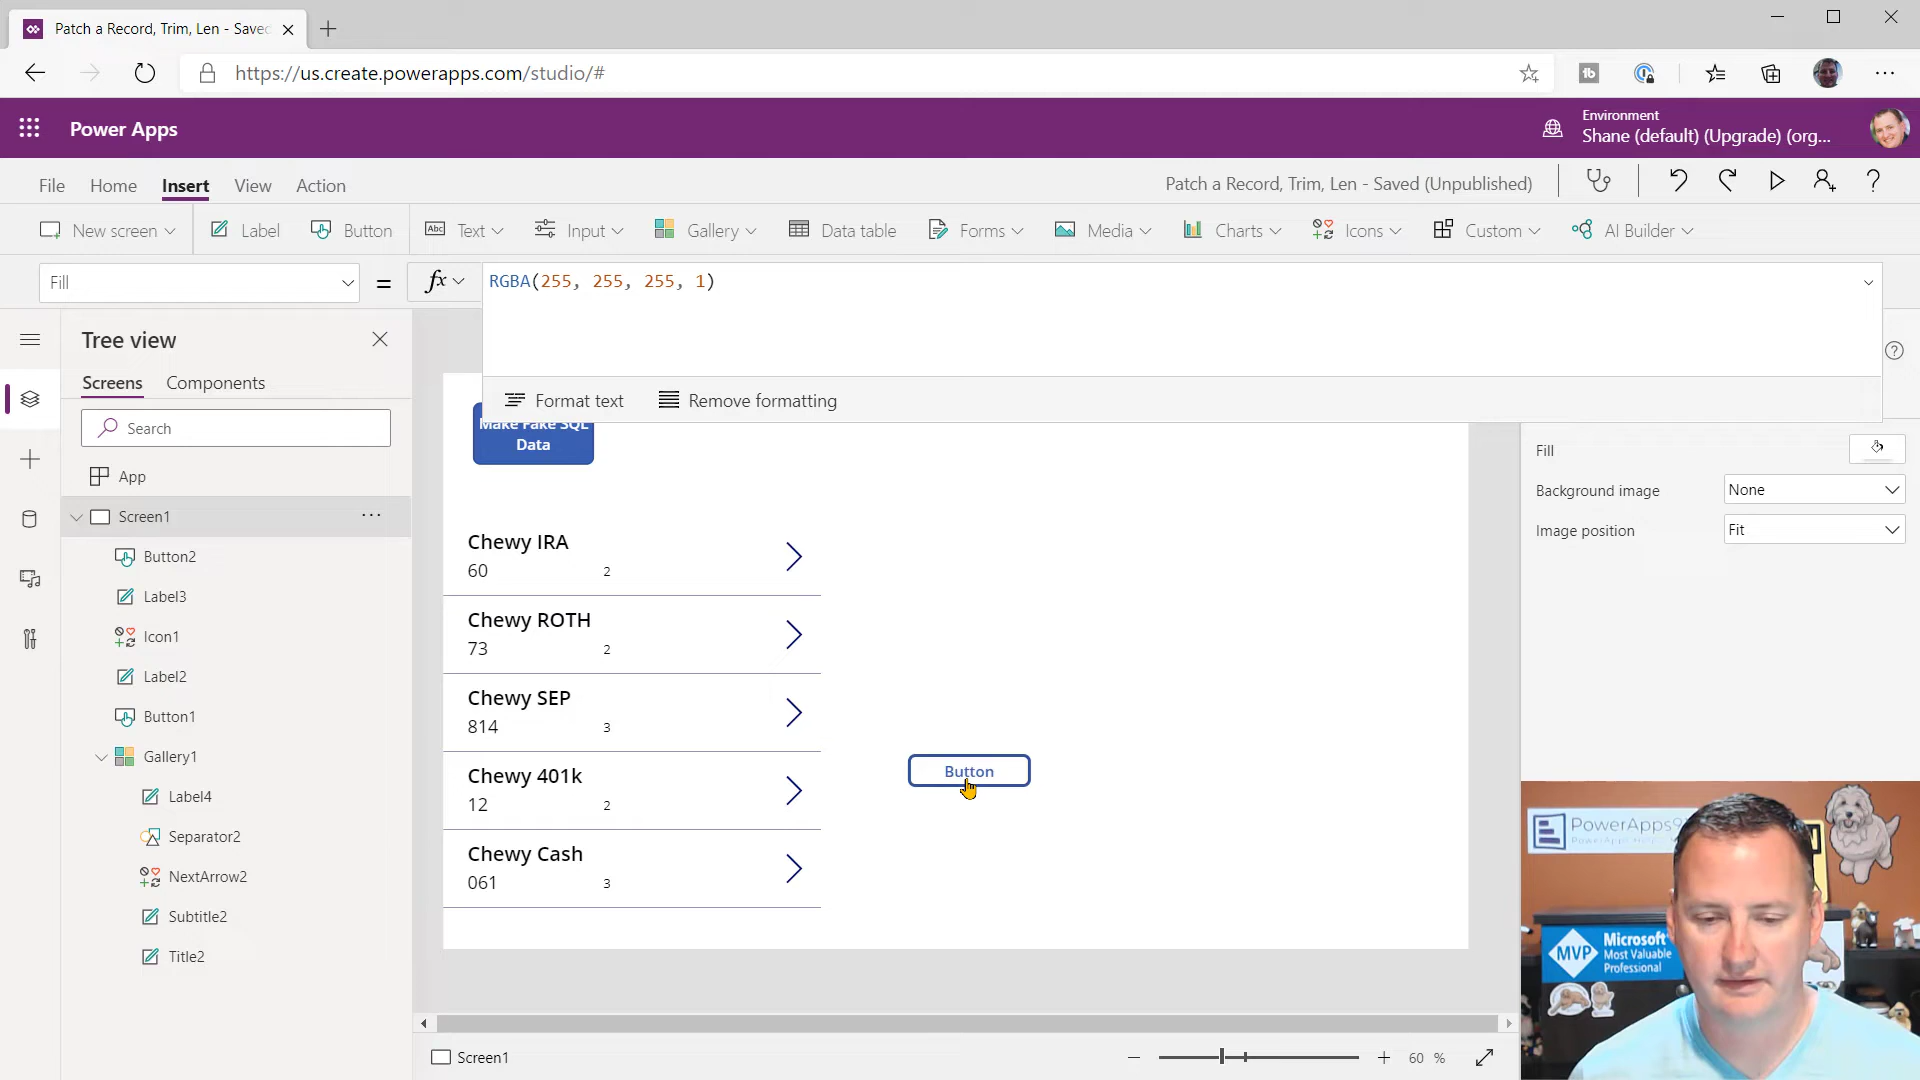 Patch a Record, Trim, Len - Saved
https://us.create.powerapps.com/studio/#
Power Apps
Environment
Shane (default) (Upgrade) (org...
File Home Insert View Action
Patch a Record, Trim, Len - Saved (Unpublished)
New screen Label Button Text Input Gallery Data table Forms Media Charts Icons Custom AI Builder
Fill = fx RGBA(255, 255, 255, 1)
Format text Remove formatting
Tree view
Screens Components
Search
App
Screen1
Button2
Label3
Icon1
Label2
Button1
Gallery1
Label4
Separator2
NextArrow2
Subtitle2
Title2
Make Fake SQL
Data
Chewy IRA
60 2
Chewy ROTH
73 2
Chewy SEP
814 3
Chewy 401k
12 2
Chewy Cash
061 3
Button
Fill
Background image None
Image position Fit
PowerApps9
MVP
Microsoft
Most Valuable
Professional
Screen1
60 %